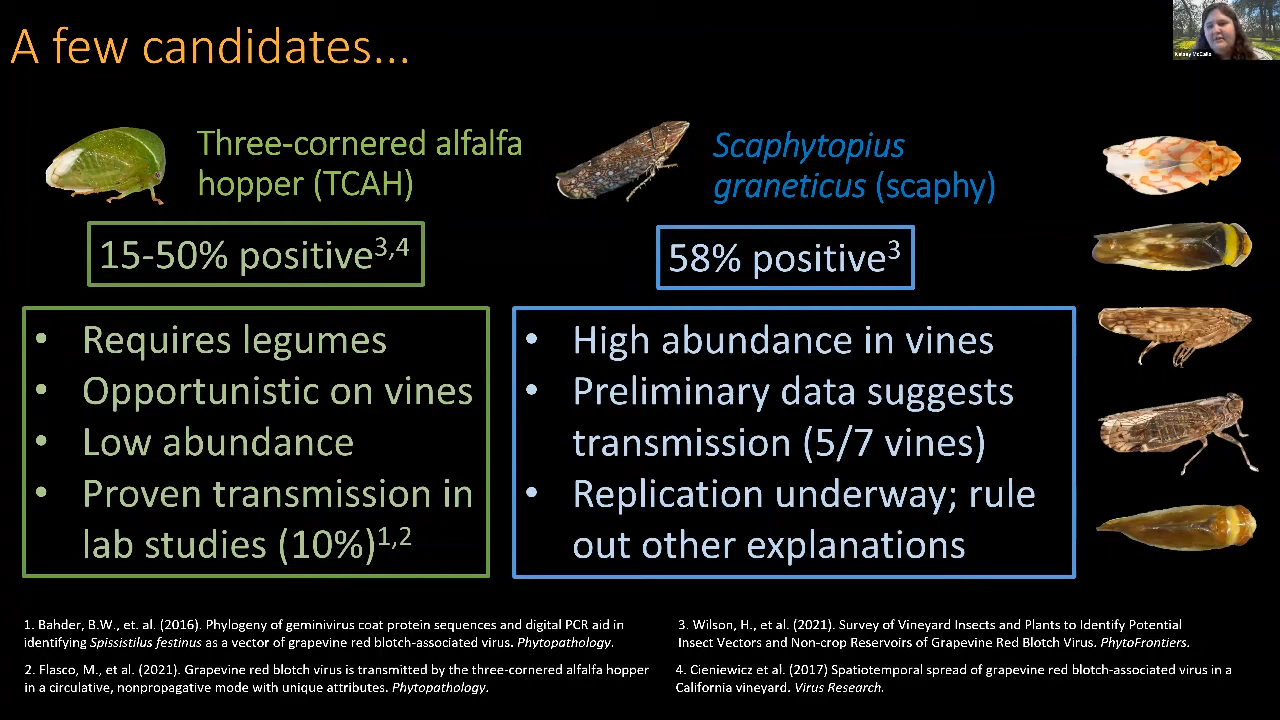 A few candidates...
Kelsey McCalla
Three-cornered alfalfa
hopper (TCAH)
15-50% positive3,4
• Requires legumes
• Opportunistic on vines
• Low abundance
• Proven transmission in
lab studies (10%)1,2
Scaphytopius
graneticus (scaphy)
58% positive3
• High abundance in vines
• Preliminary data suggests
transmission (5/7 vines)
• Replication underway; rule
out other explanations
1. Bahder, B.W., et. al. (2016). Phylogeny of geminivirus coat protein sequences and digital PCR aid in
identifying Spissistilus festinus as a vector of grapevine red blotch-associated virus. Phytopathology.
2. Flasco, M., et al. (2021). Grapevine red blotch virus is transmitted by the three-cornered alfalfa hopper
in a circulative, nonpropagative mode with unique attributes. Phytopathology.
3. Wilson, H., et al. (2021). Survey of Vineyard Insects and Plants to Identify Potential
Insect Vectors and Non-crop Reservoirs of Grapevine Red Blotch Virus. PhytoFrontiers.
4. Cieniewicz et al. (2017) Spatiotemporal spread of grapevine red blotch-associated virus in a
California vineyard. Virus Research.